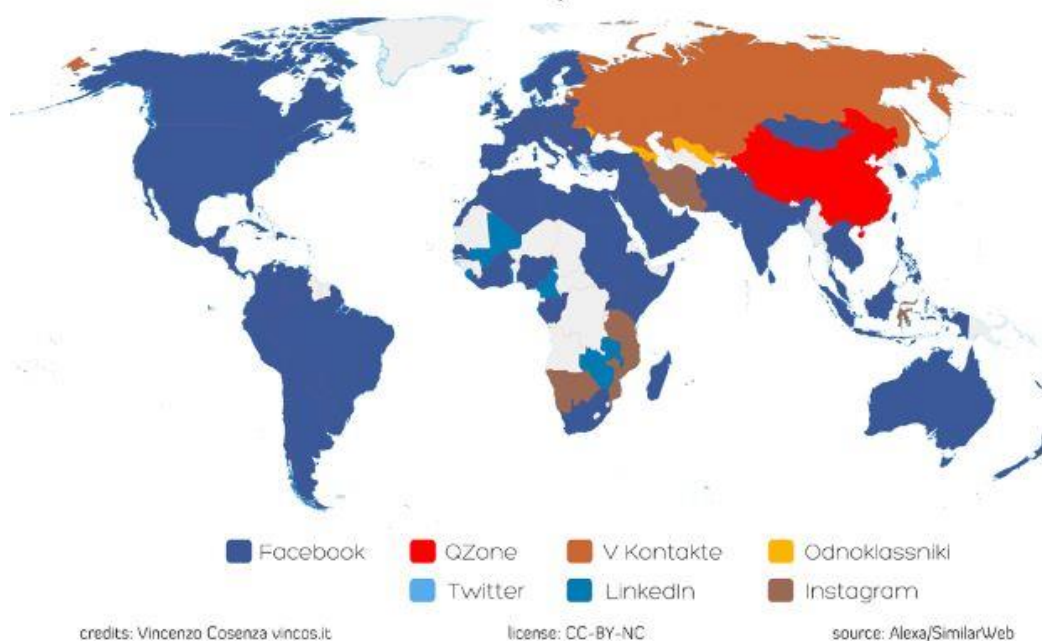 Facebook QZone V Kontakte Odnoklassniki
Twitter LinkedIn Instagram
credits: Vincenzo Cosenza vincos.it license: CC-BY-NC source: Alexa/SimilarWeb